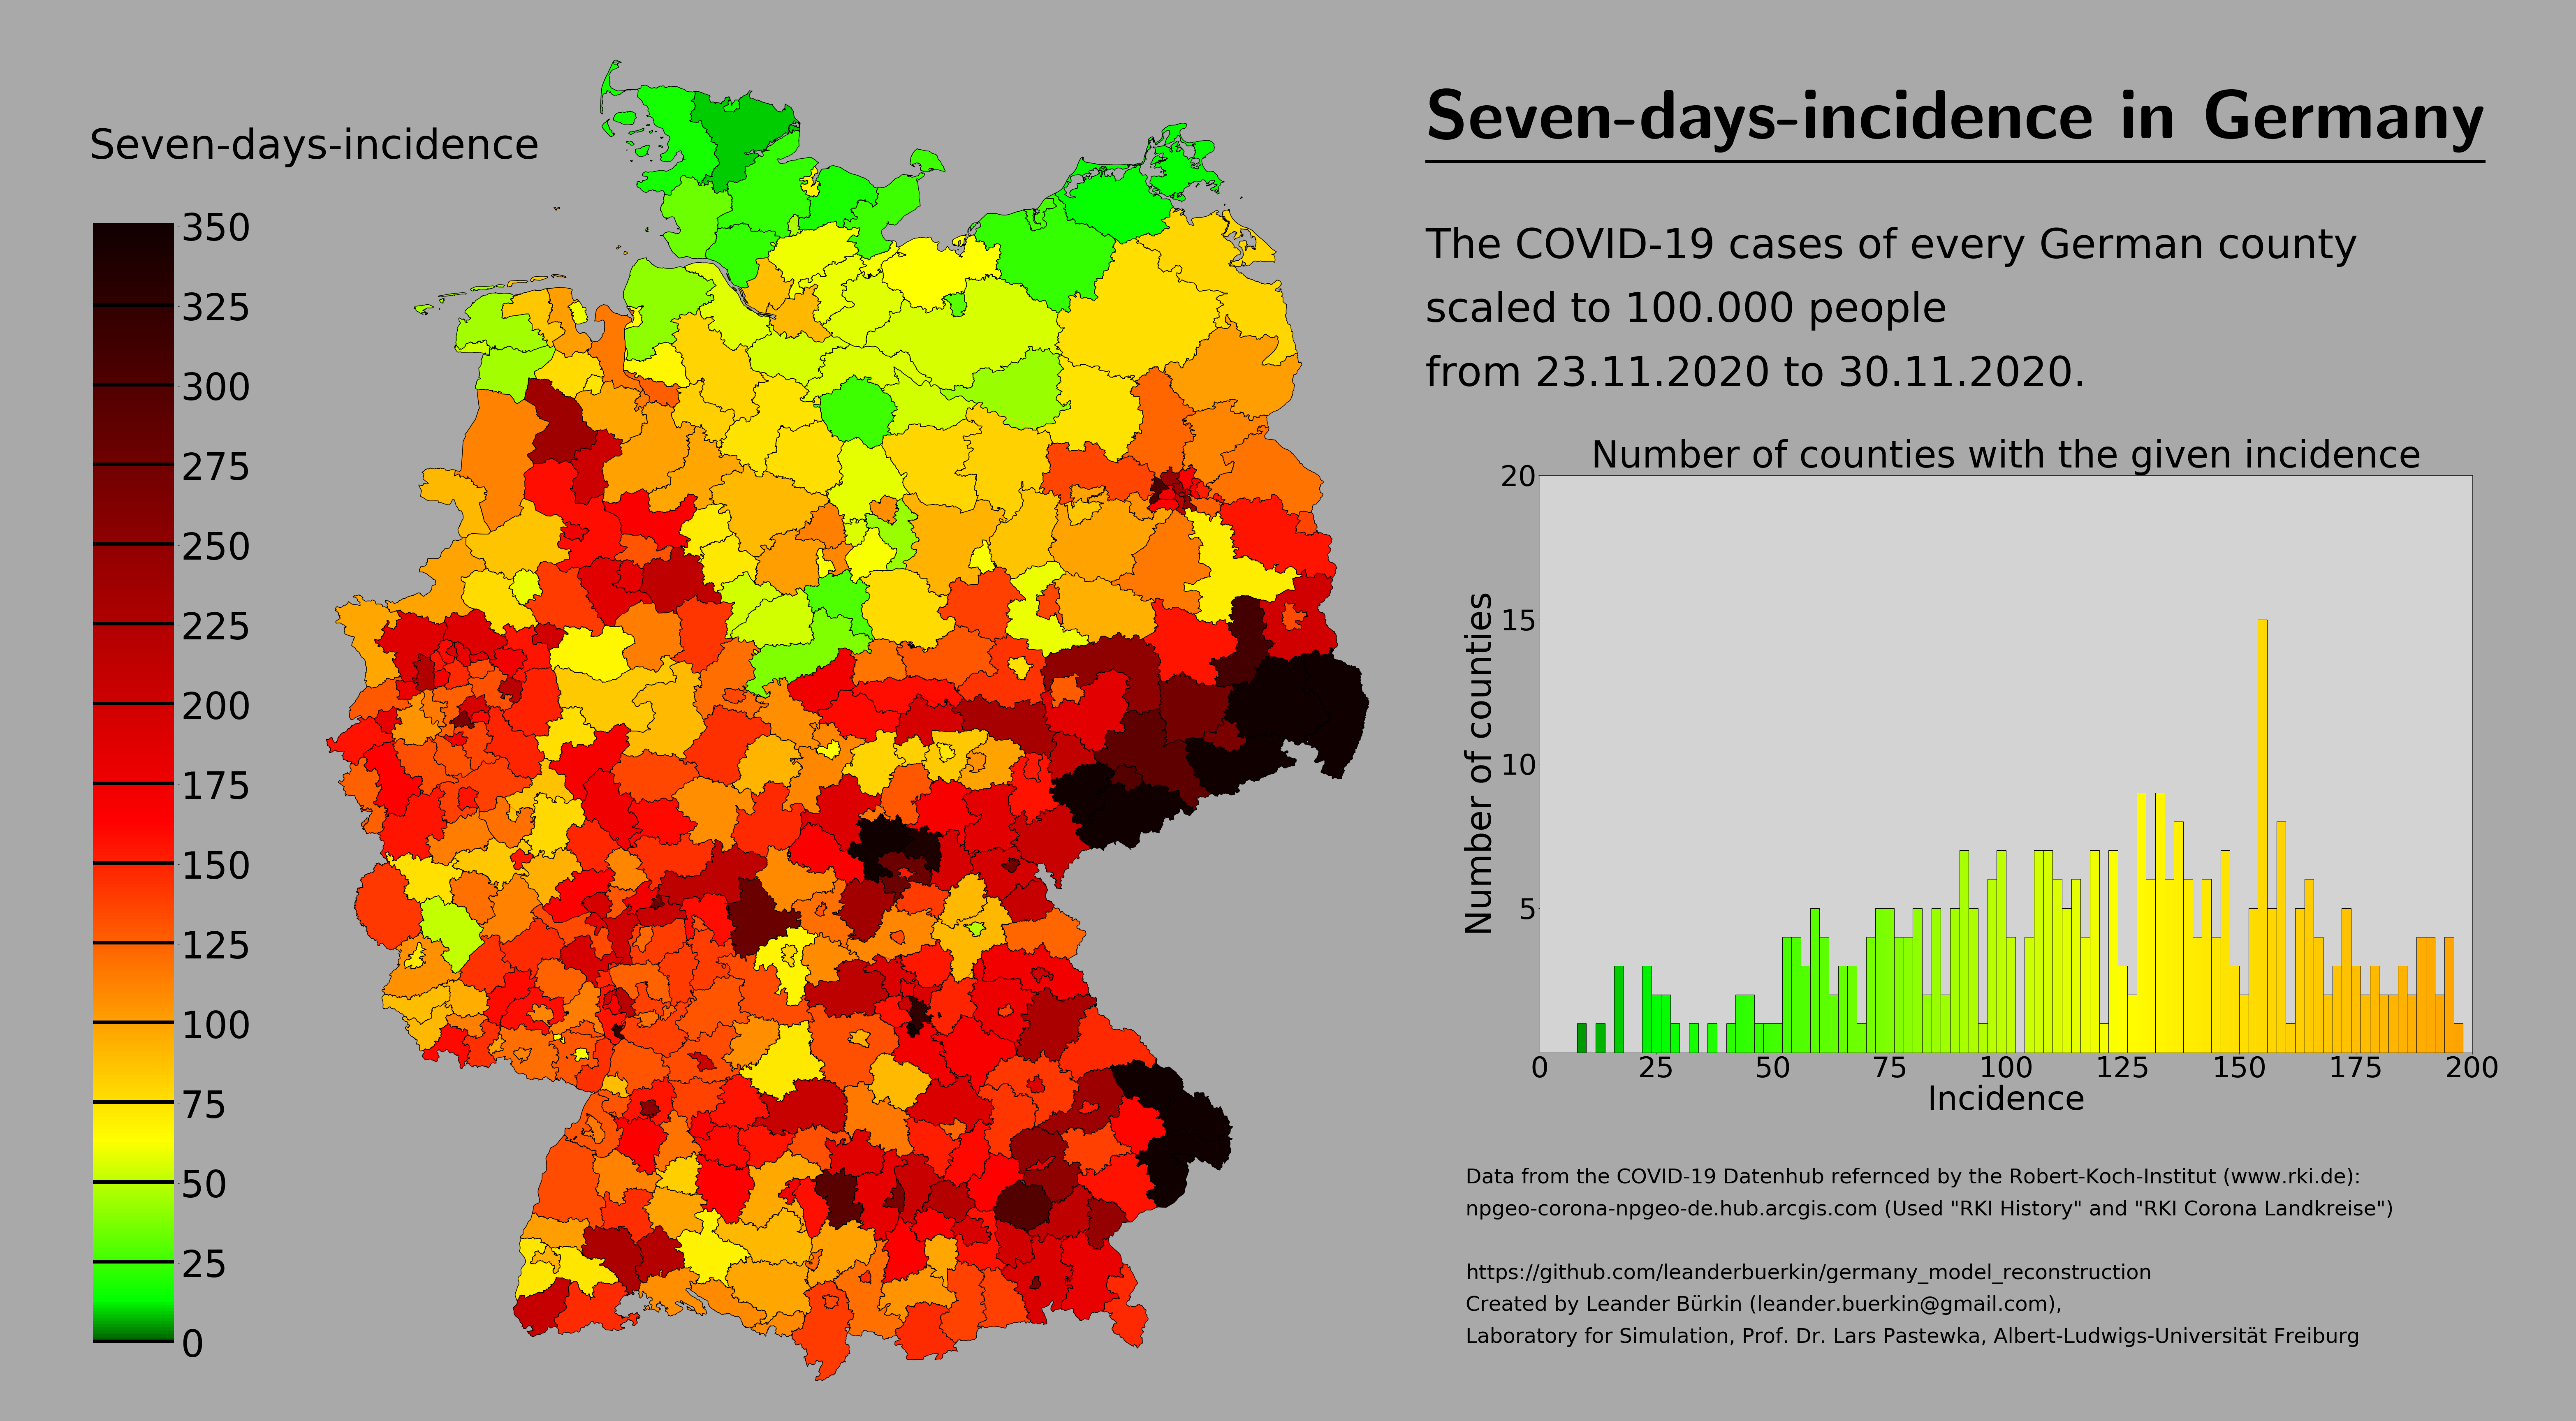 Seven-days-incidence
350
325
300
275
250
225
200
175
150
125
100
75
50
25
0
Seven-days-incidence in Germany
The COVID-19 cases of every German county
scaled to 100.000 people
from 23.11.2020 to 30.11.2020.
Number of counties with the given incidence
20
15
10
5
Number of counties
0 25 50 75 100 125 150 175 200
Incidence
Data from the COVID-19 Datenhub refernced by the Robert-Koch-Institut (www.rki.de):
npgeo-corona-npgeo-de.hub.arcgis.com (Used "RKI History" and "RKI Corona Landkreise")
https://github.com/leanderbuerkin/germany_model_reconstruction
Created by Leander Bürkin (leander.buerkin@gmail.com),
Laboratory for Simulation, Prof. Dr. Lars Pastewka, Albert-Ludwigs-Universität Freiburg